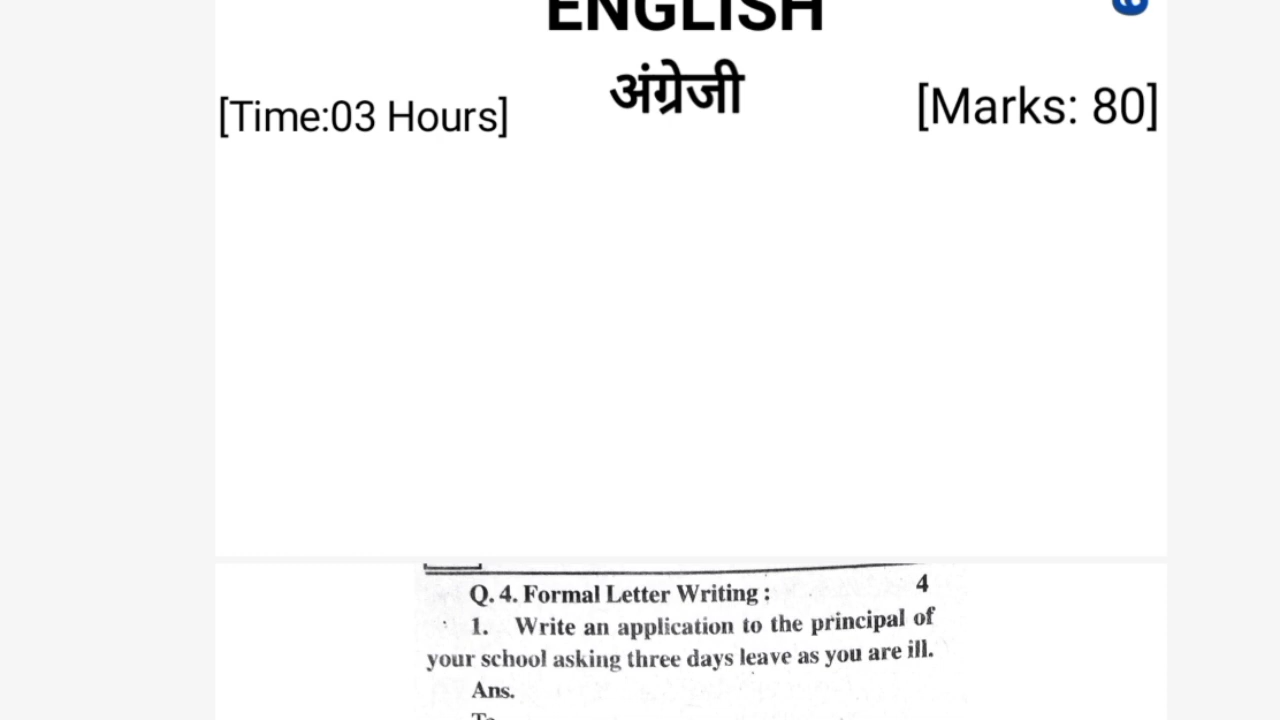 ENGLISH
अंग्रेजी
[Time:03 Hours]
[Marks: 80]
Q. 4. Formal Letter Writing : 4
1. Write an application to the principal of
your school asking three days leave as you are ill.
Ans.
To